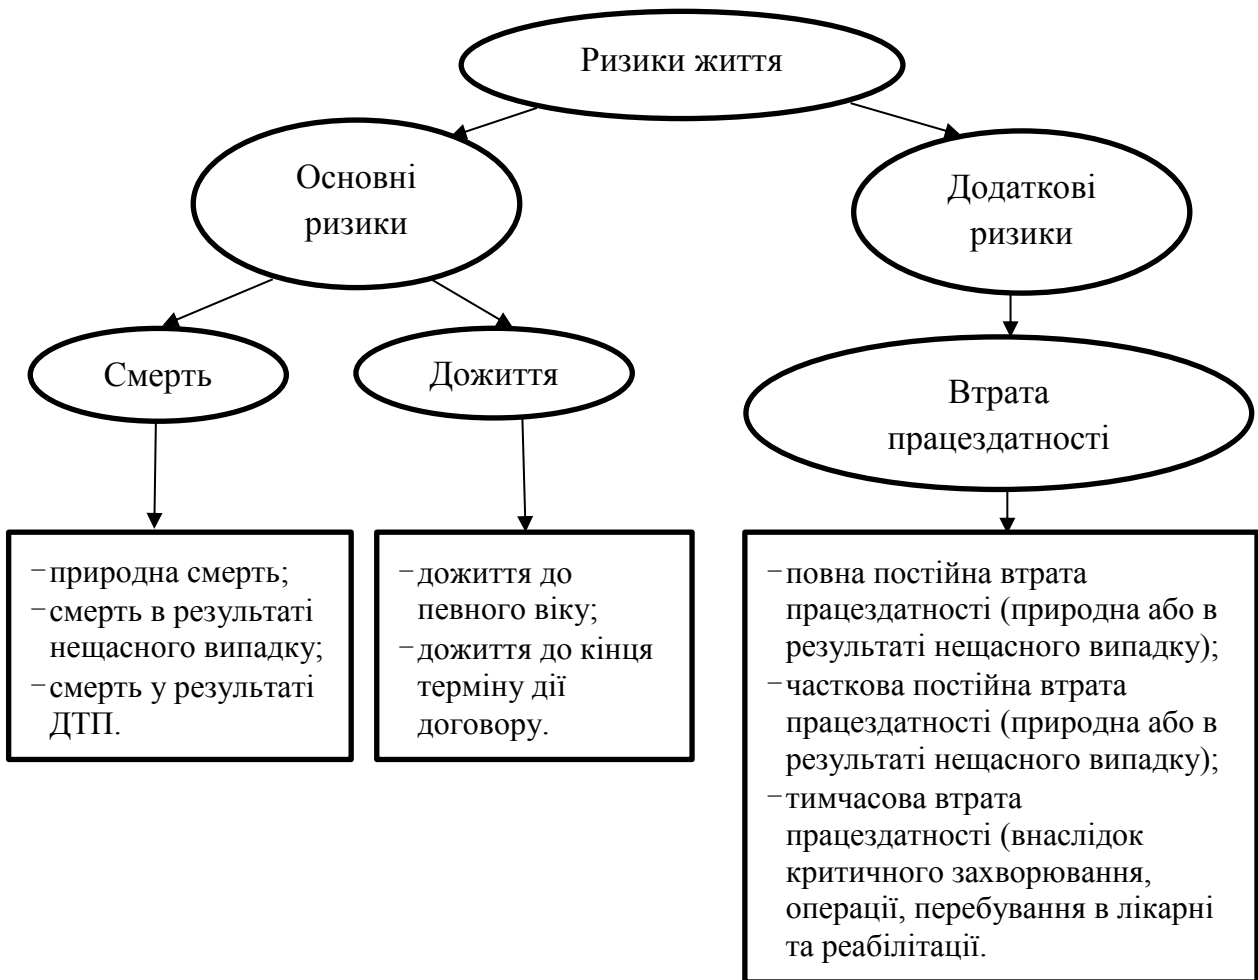 Ризики життя
Основні
ризики
Додаткові
ризики
Смерть
Дожиття
Втрата
працездатності
−природна смерть;
−смерть в результаті
нещасного випадку;
−смерть у результаті
ДТП.
−дожиття до
певного віку;
−дожиття до кінця
терміну дії
договору.
−повна постійна втрата
працездатності (природна або в
результаті нещасного випадку);
−часткова постійна втрата
працездатності (природна або в
результаті нещасного випадку);
−тимчасова втрата
працездатності (внаслідок
критичного захворювання,
операції, перебування в лікарні
та реабілітації.